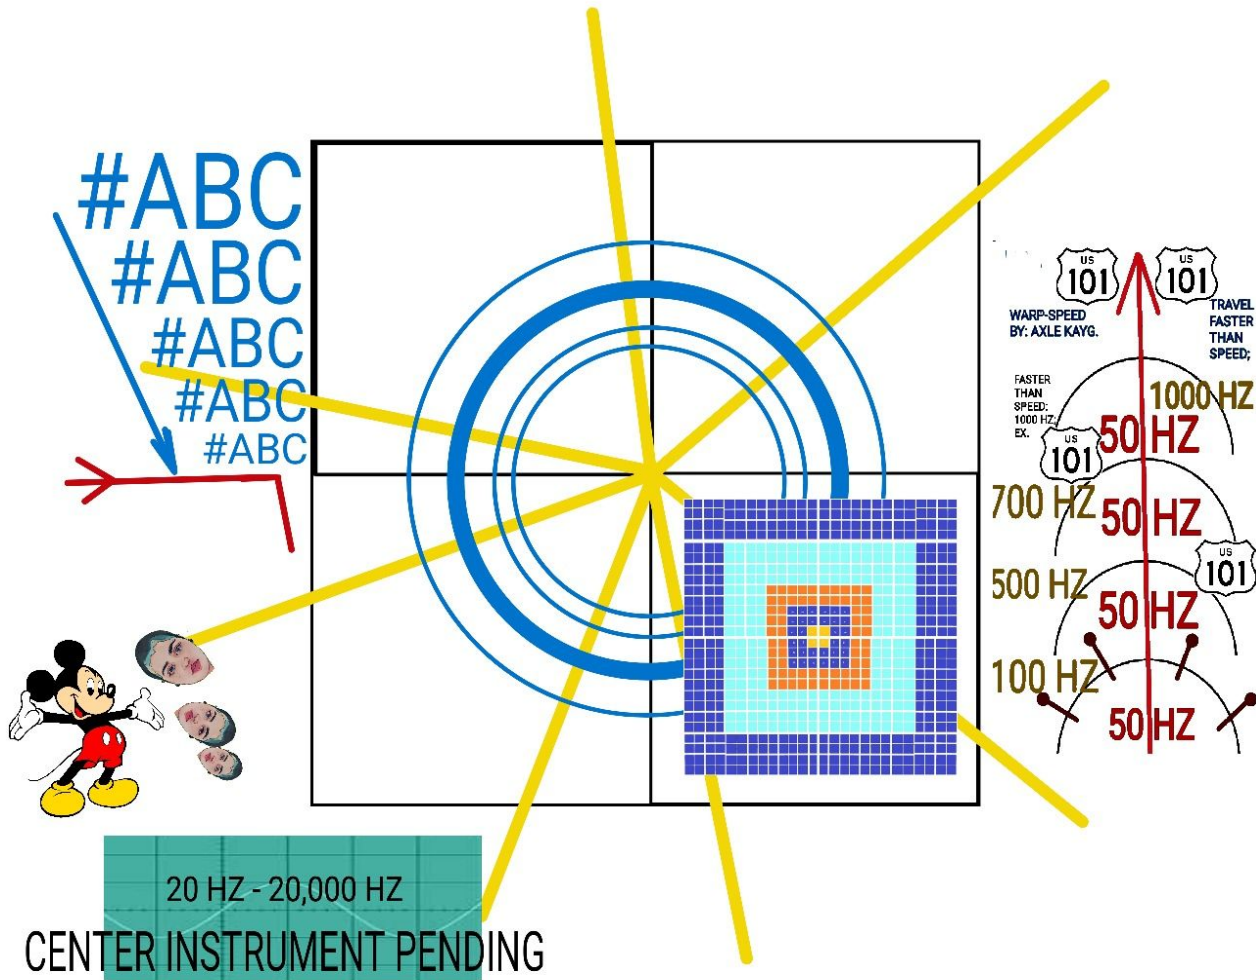 #ABC
#ABC
#ABC
#ABC
#ABC
US
101
US
101
WARP-SPEED
BY: AXLE KAYG.
TRAVEL
FASTER
THAN
SPEED;
FASTER
THAN
SPEED:
1000 HZ;
EX.
1000 HZ
50 HZ
US
101
700 HZ
50 HZ
US
101
500 HZ
50 HZ
100 HZ
50 HZ
20 HZ - 20,000 HZ
CENTER INSTRUMENT PENDING